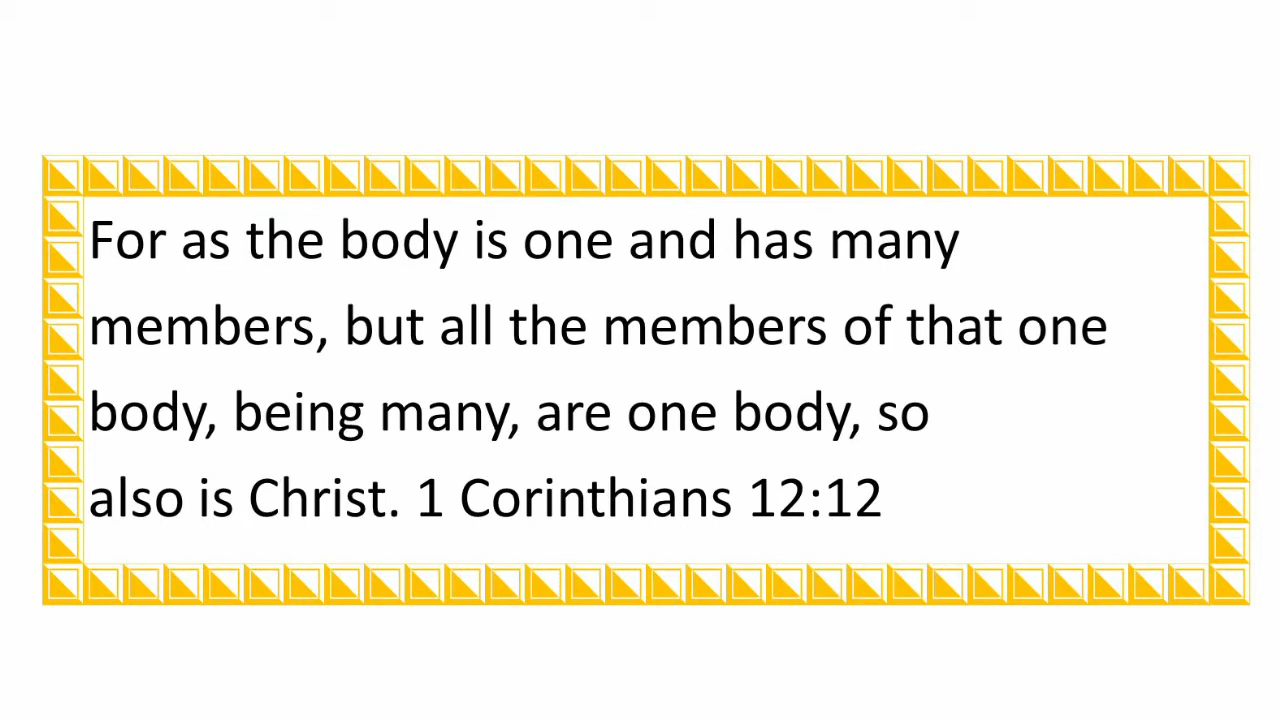 For as the body is one and has many
members, but all the members of that one
body, being many, are one body, so
also is Christ. 1 Corinthians 12:12